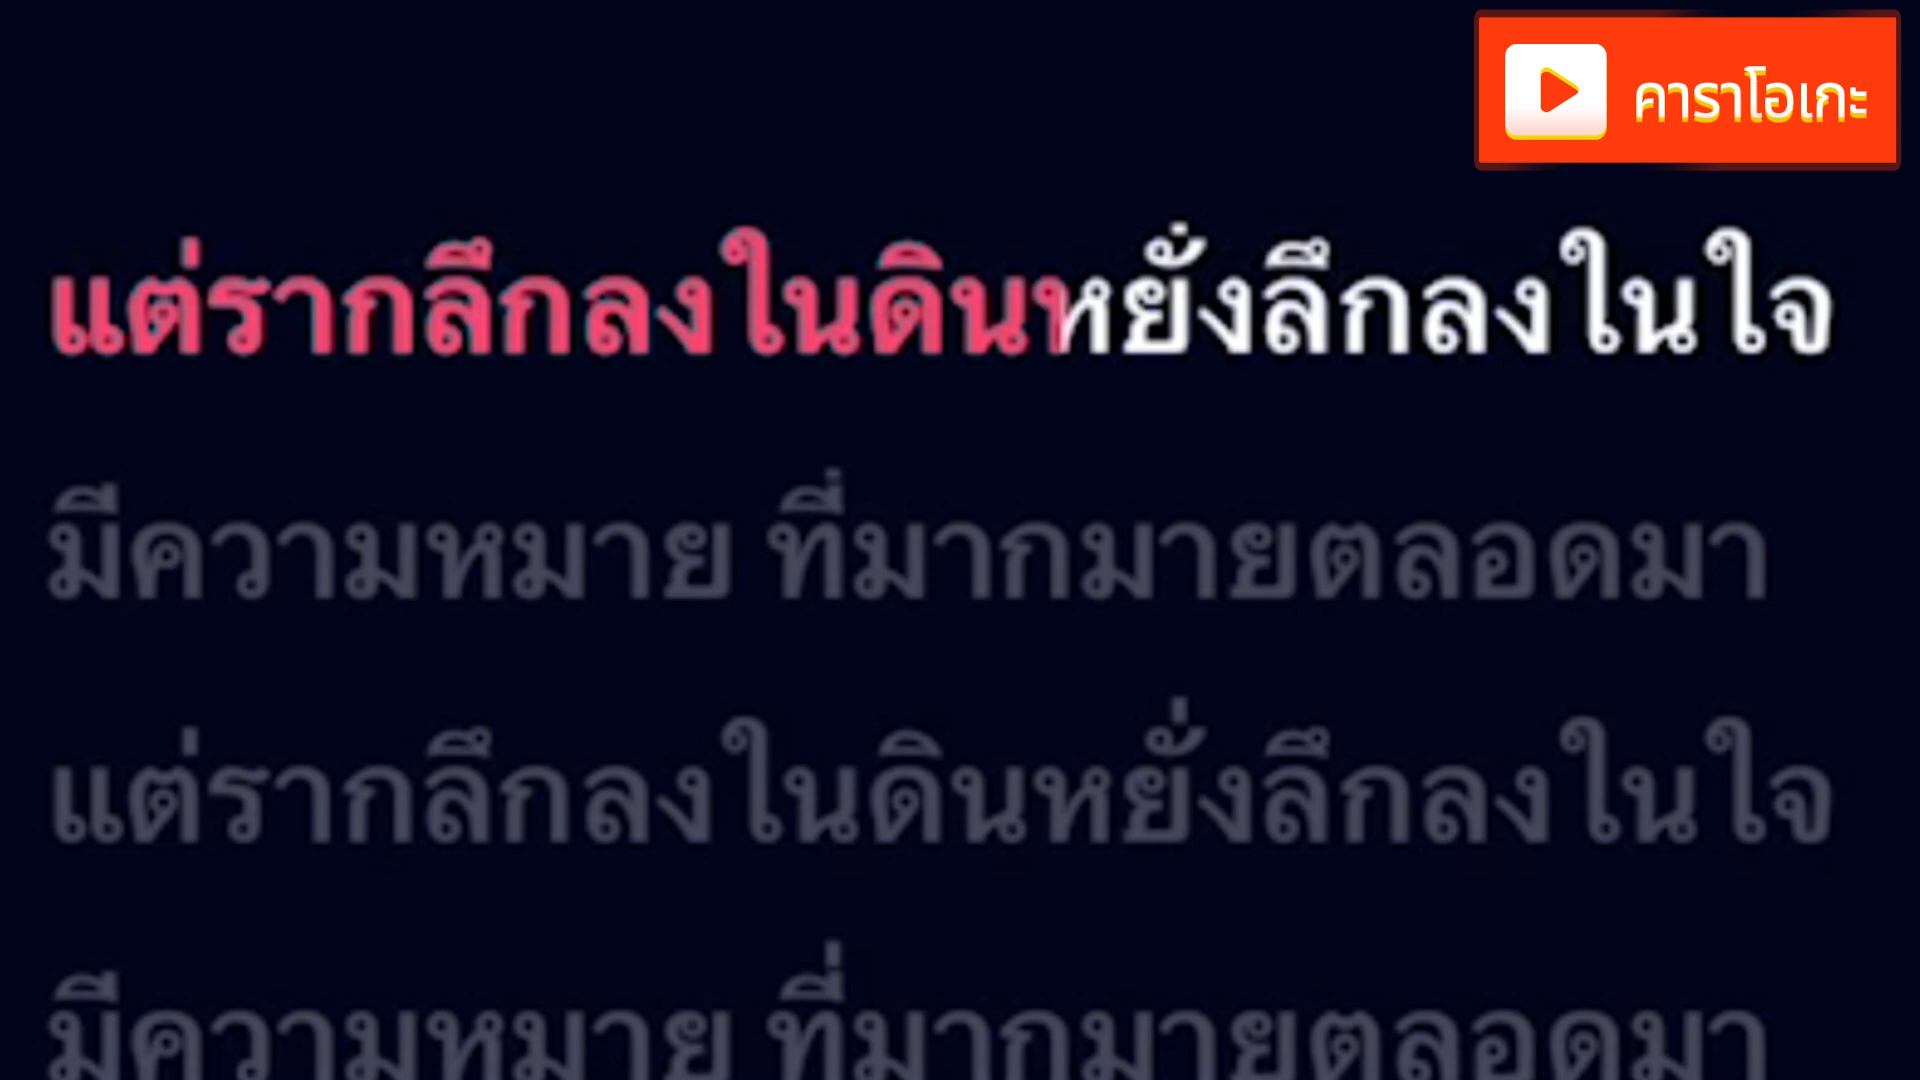 คาราโอเกะ
แต่รากลึกลงในดินหยั่งลึกลงในใจ
มีความหมาย ที่มากมายตลอดมา
แต่รากลึกลงในดินหยั่งลึกลงในใจ
มีความหมาย ที่มากมายตลอดมา